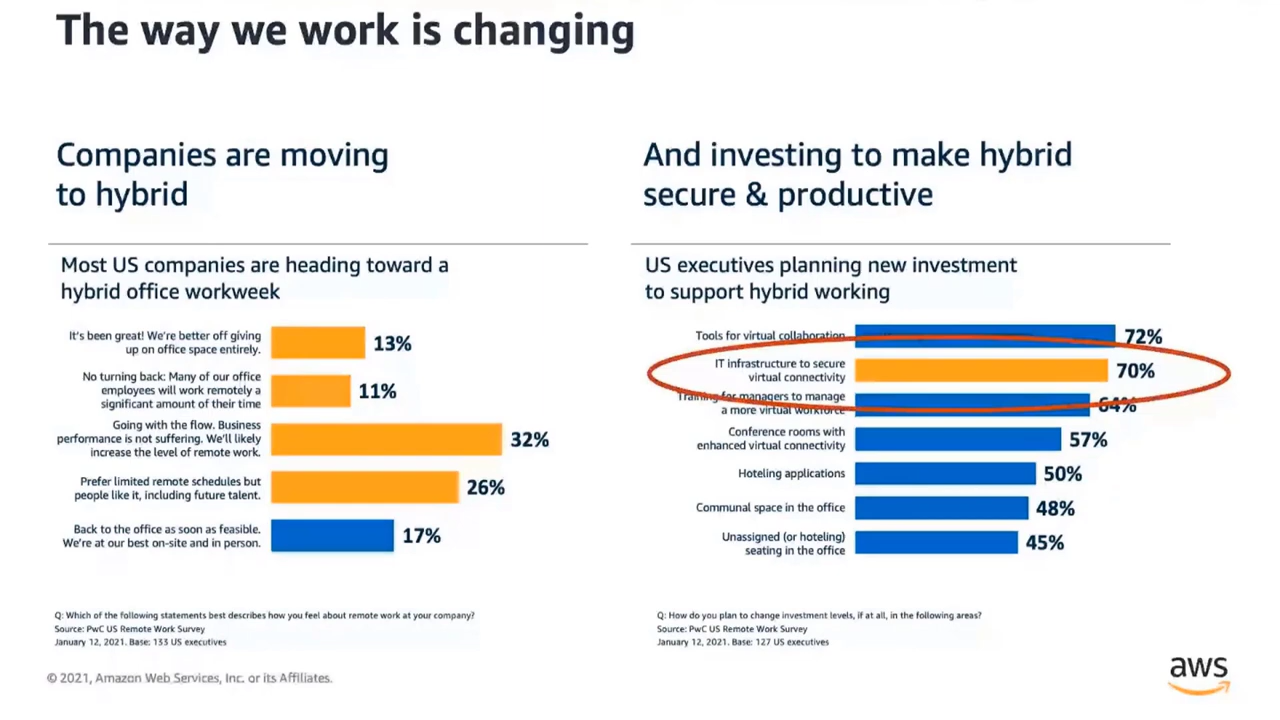 The way we work is changing
Companies are moving
to hybrid
Most US companies are heading toward a
hybrid office workweek
It's been great! We're better off giving
up on office space entirely.
13%
No turning back: Many of our office
employees will work remotely a
significant amount of their time
11%
Going with the flow. Business
performance is not suffering. We'll likely
increase the level of remote work.
32%
Prefer limited remote schedules but
people like it, including future talent.
26%
Back to the office as soon as feasible.
We're at our best on-site and in person.
17%
Q: Which of the following statements best describes how you feel about remote work at your company?
Source: PwC US Remote Work Survey
January 12, 2021. Base: 133 US executives
And investing to make hybrid
secure & productive
US executives planning new investment
to support hybrid working
Tools for virtual collaboration
72%
IT infrastructure to secure
virtual connectivity
70%
Training for managers to manage
a more virtual workforce
64%
Conference rooms with
enhanced virtual connectivity
57%
Hoteling applications
50%
Communal space in the office
48%
Unassigned (or hoteling)
seating in the office
45%
Q: How do you plan to change investment levels, if at all, in the following areas?
Source: PwC US Remote Work Survey
January 12, 2021. Base: 127 US executives
© 2021, Amazon Web Services, Inc. or its Affiliates.
aws